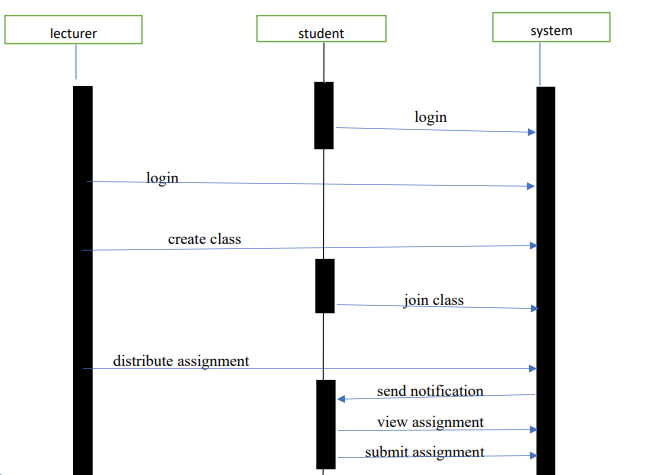 lecturer
student
system
login
login
create class
join class
distribute assignment
send notification
view assignment
submit assignment